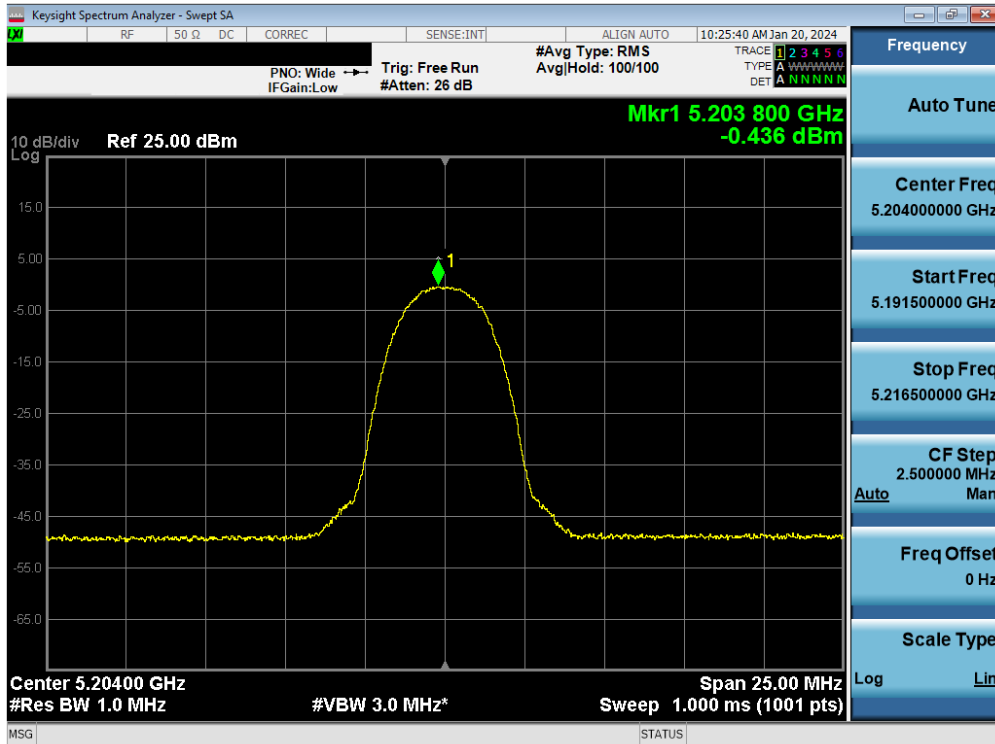 Keysight Spectrum Analyzer - Swept SA
LXI RF 50 Ω DC CORREC SENSE:INT ALIGN AUTO 10:25:40 AM Jan 20, 2024
PNO: Wide
IFGain:Low
Trig: Free Run
#Atten: 26 dB
#Avg Type: RMS
Avg|Hold: 100/100
TRACE 1 2 3 4 5 6
TYPE A WWWWW
DET A N N N N N
Mkr1 5.203 800 GHz
-0.436 dBm
10 dB/div Ref 25.00 dBm
Log
15.0
5.00
1
-5.00
-15.0
-25.0
-35.0
-45.0
-55.0
-65.0
Center 5.20400 GHz Span 25.00 MHz
#Res BW 1.0 MHz #VBW 3.0 MHz* Sweep 1.000 ms (1001 pts)
MSG STATUS
Frequency
Auto Tune
Center Freq
5.204000000 GHz
Start Freq
5.191500000 GHz
Stop Freq
5.216500000 GHz
CF Step
2.500000 MHz
Auto Man
Freq Offset
0 Hz
Scale Type
Log Lin